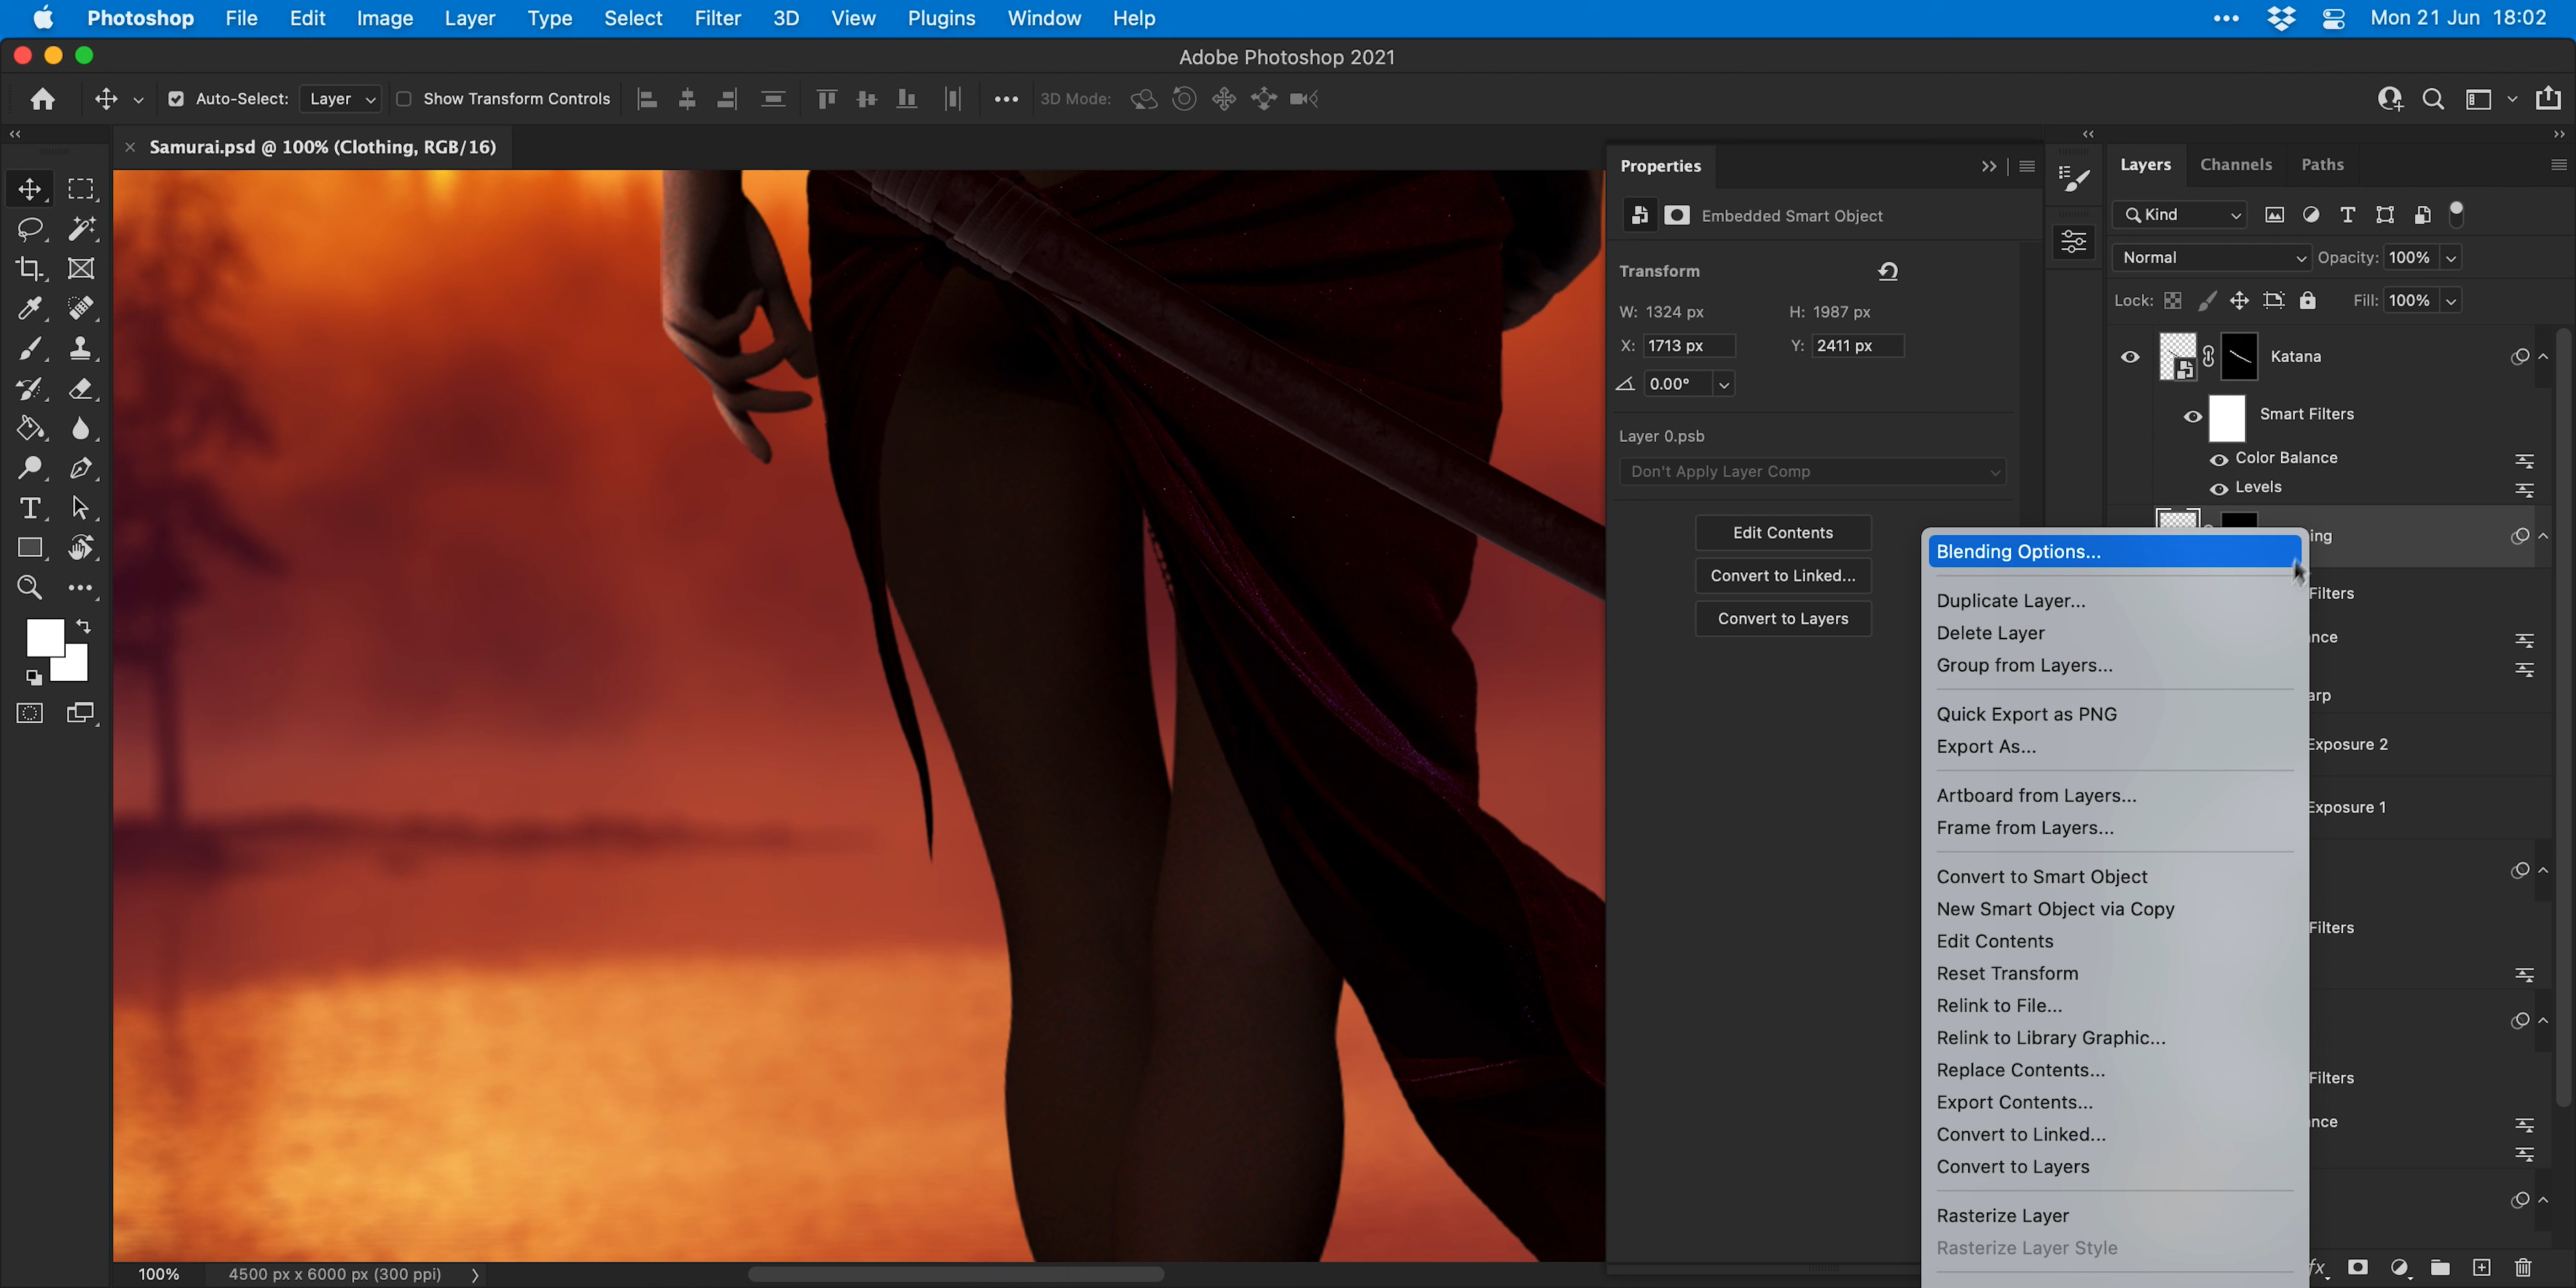 Photoshop File Edit Image Layer Type Select Filter 3D View Plugins Window Help Mon 21 Jun 18:02
Adobe Photoshop 2021
Auto-Select: Layer Show Transform Controls 3D Mode:
Samurai.psd @ 100% (Clothing, RGB/16)
Properties
Embedded Smart Object
Transform
W: 1324 px H: 1987 px
X: 1713 px Y: 2411 px
0.00°
Layer 0.psb
Don't Apply Layer Comp
Edit Contents
Convert to Linked...
Convert to Layers
Layers Channels Paths
Kind
Normal Opacity: 100%
Lock: Fill: 100%
Katana
Smart Filters
Color Balance
Levels
ing
Filters
nce
arp
Exposure 2
Exposure 1
Filters
Filters
nce
Blending Options...
Duplicate Layer...
Delete Layer
Group from Layers...
Quick Export as PNG
Export As...
Artboard from Layers...
Frame from Layers...
Convert to Smart Object
New Smart Object via Copy
Edit Contents
Reset Transform
Relink to File...
Relink to Library Graphic...
Replace Contents...
Export Contents...
Convert to Linked...
Convert to Layers
Rasterize Layer
Rasterize Layer Style
fx
100% 4500 px x 6000 px (300 ppi)